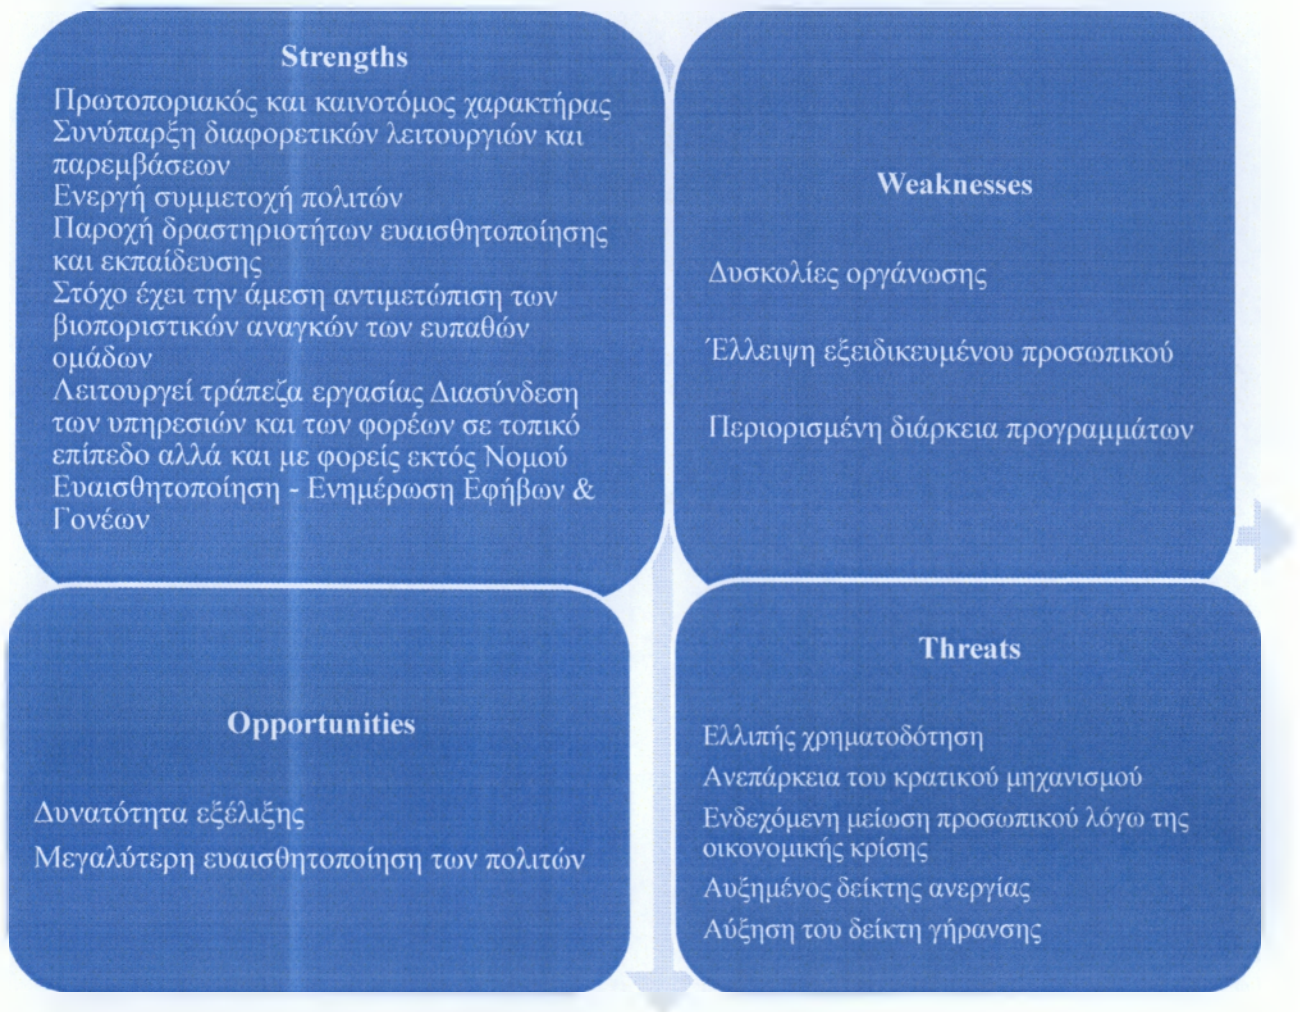 Strengths
Πρωτοποριακός και καινοτόμος χαρακτήρας
Συνύπαρξη διαφορετικών λειτουργιών και
παρεμβάσεων
Ενεργή συμμετοχή πολιτών
Παροχή δραστηριοτήτων ευαισθητοποίησης
και εκπαίδευσης
Στόχο έχει την άμεση αντιμετώπιση των
βιοποριστικών αναγκών των ευπαθών
ομάδων
Λειτουργεί τράπεζα εργασίας Διασύνδεση
των υπηρεσιών και των φορέων σε τοπικό
επίπεδο αλλά και με φορείς εκτός Νομού
Ευαισθητοποίηση - Ενημέρωση Εφήβων &
Γονέων
Weaknesses
Δυσκολίες οργάνωσης
Έλλειψη εξειδικευμένου προσωπικού
Περιορισμένη διάρκεια προγραμμάτων
Opportunities
Δυνατότητα εξέλιξης
Μεγαλύτερη ευαισθητοποίηση των πολιτών
Threats
Ελλιπής χρηματοδότηση
Ανεπάρκεια του κρατικού μηχανισμού
Ενδεχόμενη μείωση προσωπικού λόγω της
οικονομικής κρίσης
Αυξημένος δείκτης ανεργίας
Αύξηση του δείκτη γήρανσης